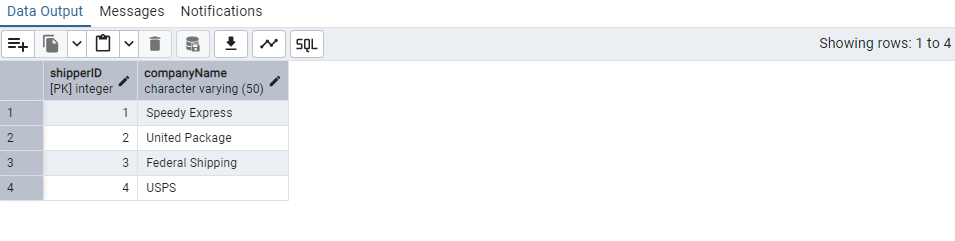 Data Output Messages Notifications
SQL Showing rows: 1 to 4
shipperID companyName
[PK] integer character varying (50)
1 1 Speedy Express
2 2 United Package
3 3 Federal Shipping
4 4 USPS